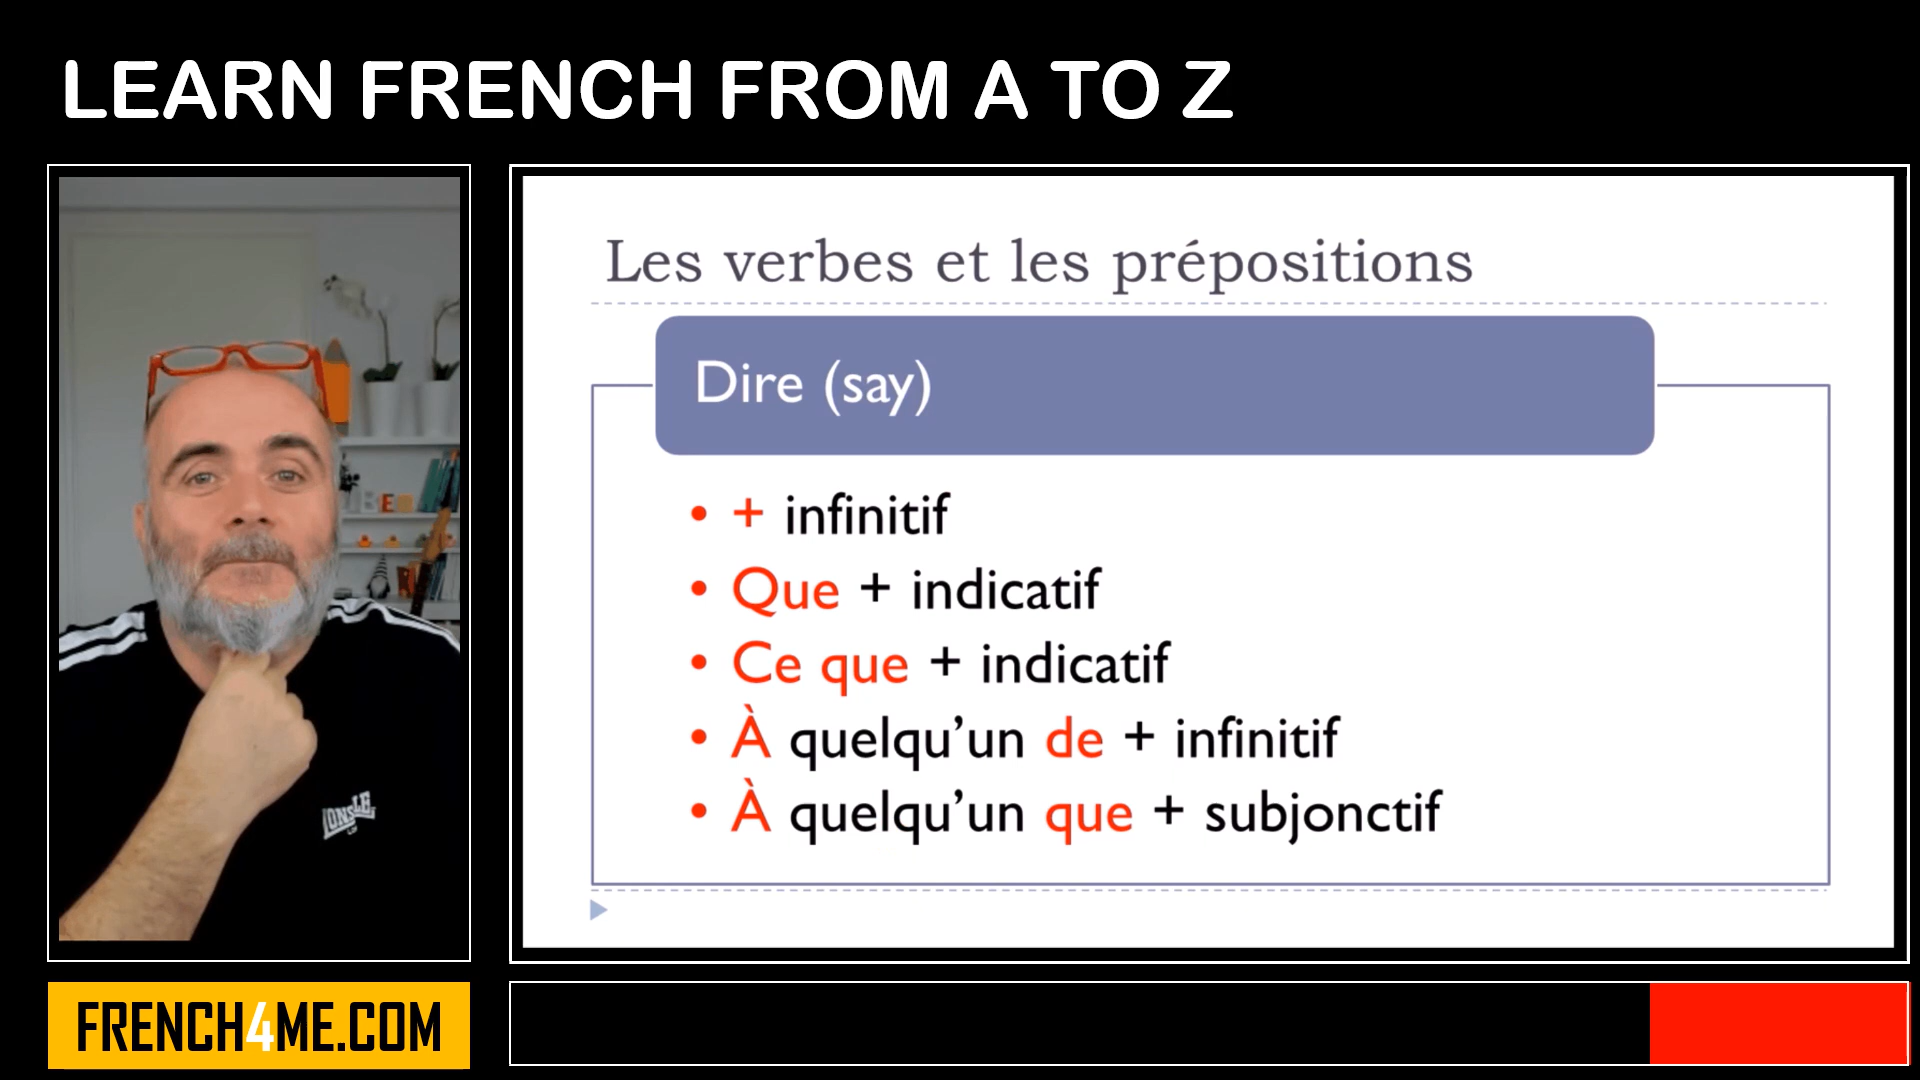 LEARN FRENCH FROM A TO Z
Les verbes et les prépositions
Dire (say)
• + infinitif
• Que + indicatif
• Ce que + indicatif
• À quelqu’un de + infinitif
• À quelqu’un que + subjonctif
LONSDALE
FRENCH4ME.COM